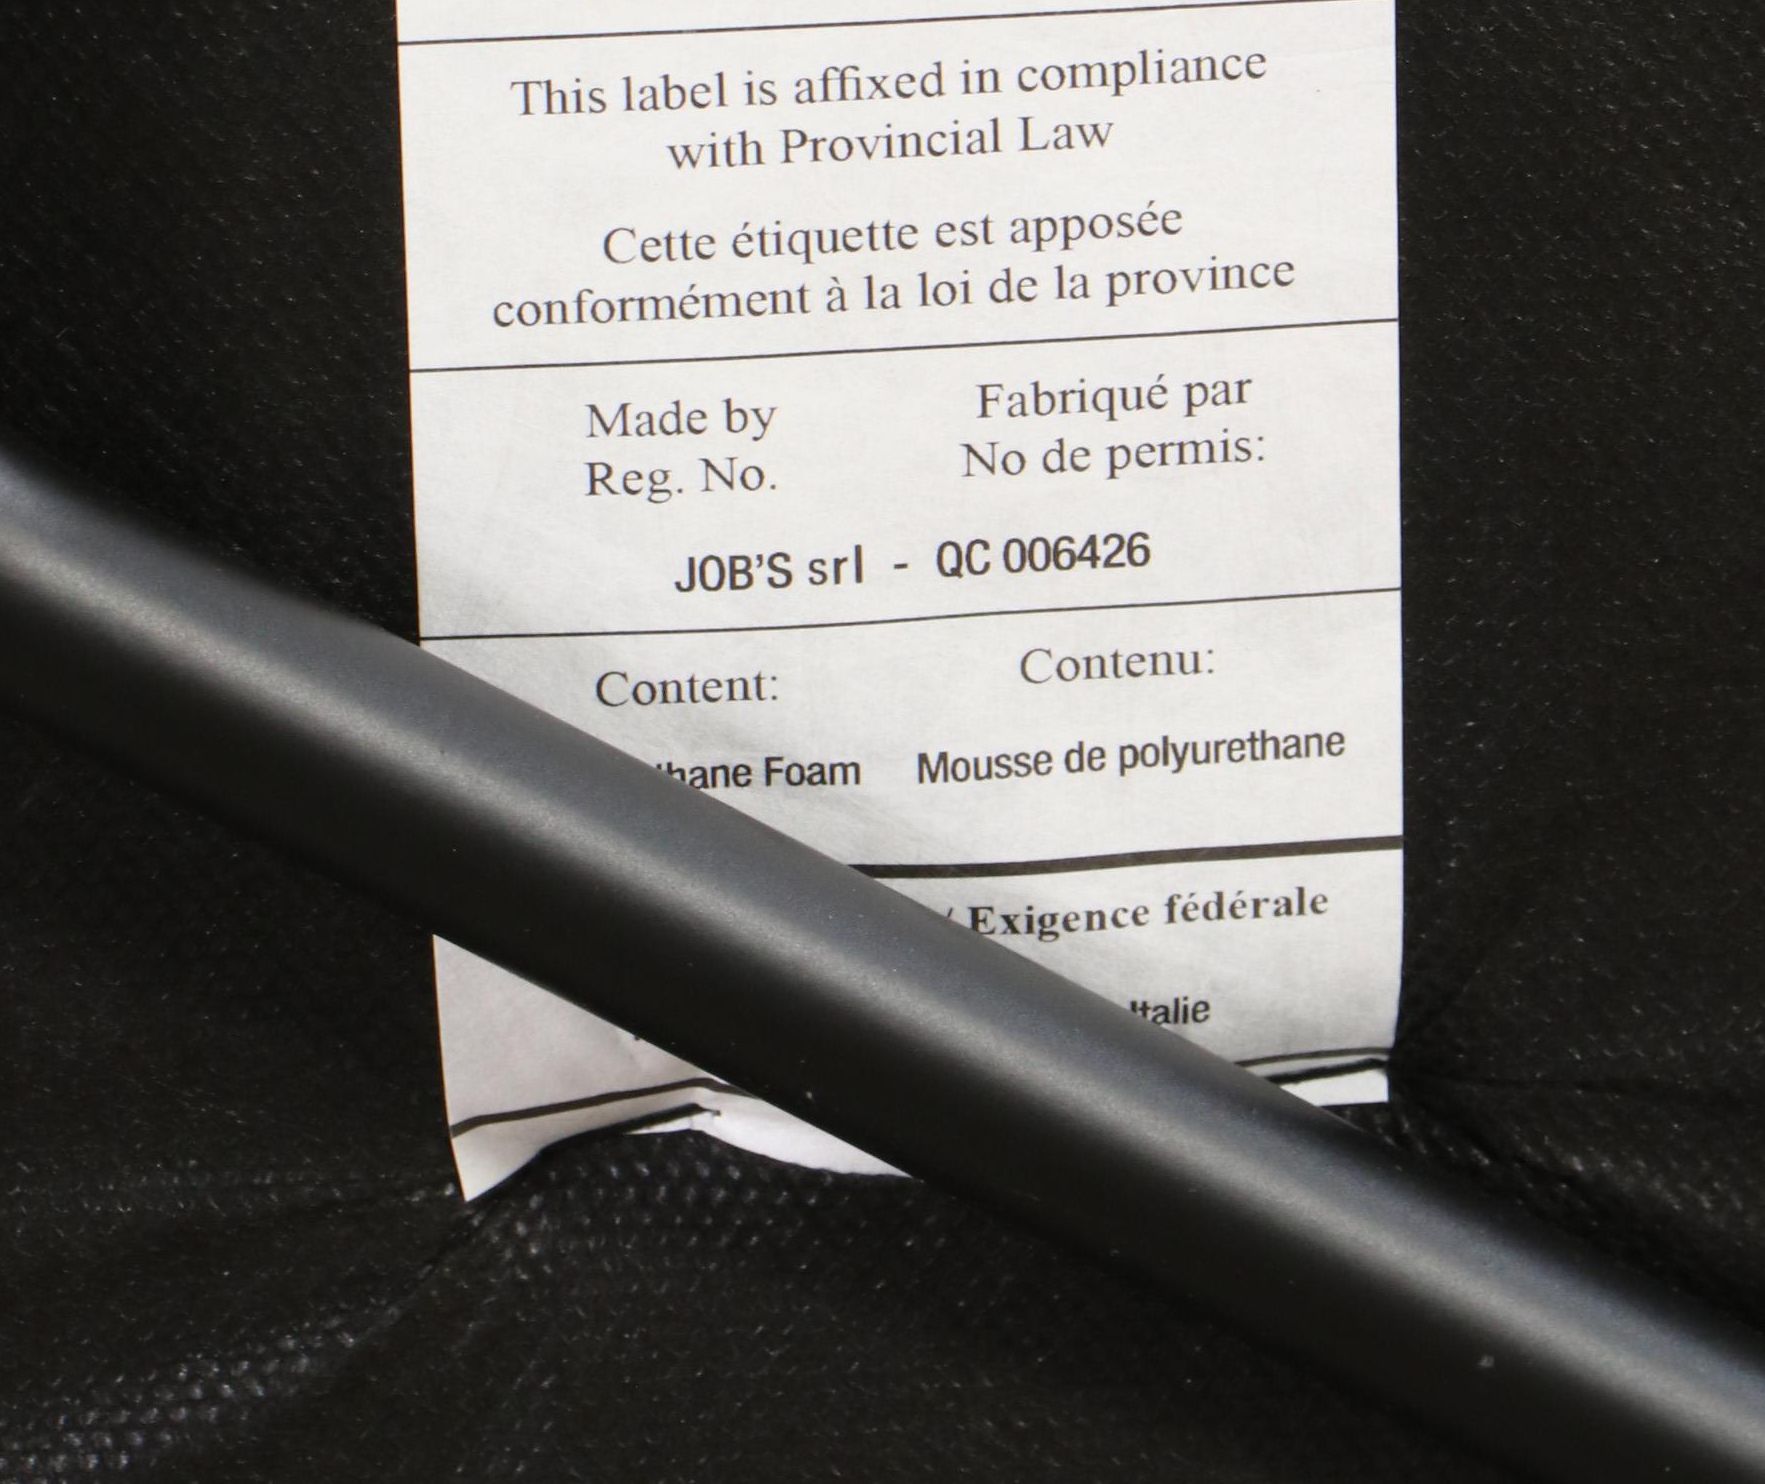 This label is affixed in compliance
with Provincial Law
Cette étiquette est apposée
conformément à la loi de la province
Made by
Reg. No.
Fabriqué par
No de permis:
JOB'S srl - QC 006426
Content:
Contenu:
Foam
Mousse de polyurethane
/ Exigence fédérale